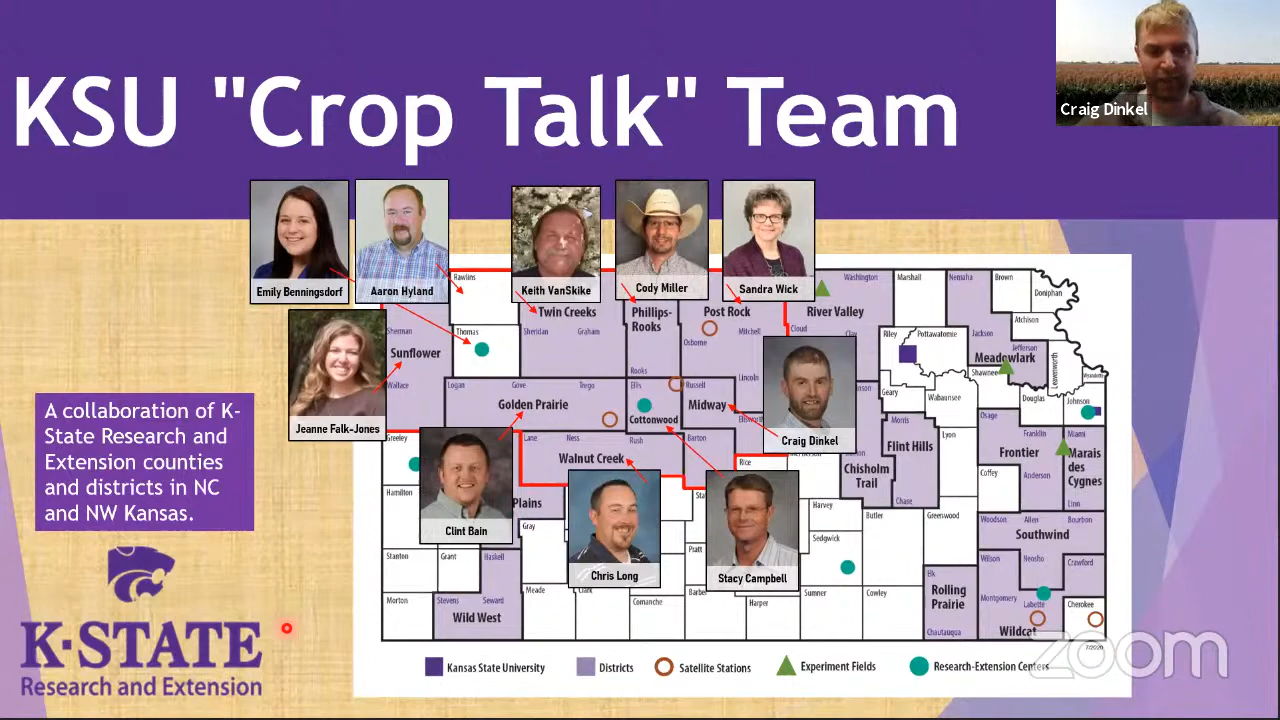 KSU "Crop Talk" Team
Craig Dinkel
Emily Benningsdorf
Aaron Hyland
Keith VanSkike
Cody Miller
Sandra Wick
Jeanne Falk-Jones
Clint Bain
Chris Long
Stacy Campbell
Craig Dinkel
A collaboration of K-
State Research and
Extension counties
and districts in NC
and NW Kansas.
K-STATE
Research and Extension
Rawlins
Twin Creeks
Phillips-
Rooks
Post Rock
Washington
River Valley
Marshall
Nemaha
Brown
Doniphan
Atchison
Sherman
Thomas
Sheridan
Graham
Osborne
Mitchell
Cloud
Clay
Riley
Pottawatomie
Jackson
Jefferson
Meadowlark
Leavenworth
Sunflower
Wallace
Logan
Gove
Trego
Rooks
Ellis
Russell
Lincoln
Geary
Wabaunsee
Shawnee
Douglas
Johnson
Golden Prairie
Cottonwood
Midway
Morris
Osage
Franklin
Miami
Greeley
Lane
Ness
Rush
Barton
Rice
Walnut Creek
Flint Hills
Lyon
Frontier
Marais
des
Cygnes
Coffey
Anderson
Linn
Chisholm
Trail
Chase
Hamilton
Plains
Gray
Harvey
Butler
Greenwood
Woodson
Allen
Bourbon
Southwind
Sedgwick
Stanton
Grant
Haskell
Pratt
Wilson
Neosho
Crawford
Elk
Rolling
Prairie
Chautauqua
Morton
Stevens
Seward
Wild West
Meade
Comanche
Harper
Sumner
Cowley
Montgomery
Labette
Cherokee
Wildcat
7/2020
Kansas State University
Districts
Satellite Stations
Experiment Fields
Research-Extension Centers
zoom